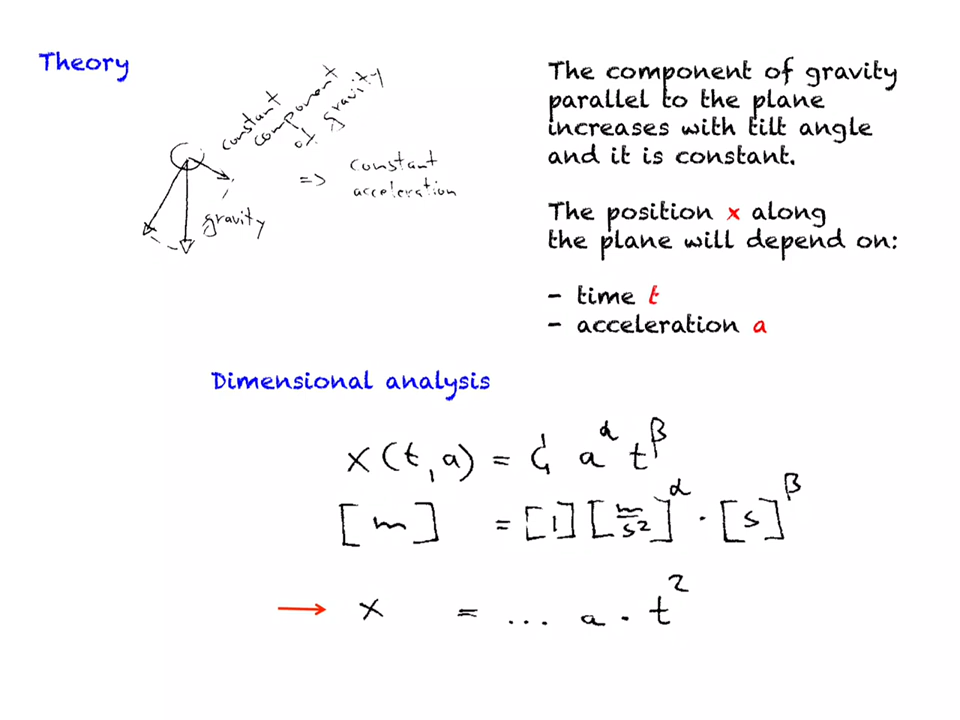 Theory
constant
component
of gravity
=> constant
acceleration
gravity
The component of gravity
parallel to the plane
increases with tilt angle
and it is constant.
The position x along
the plane will depend on:
- time t
- acceleration a
Dimensional analysis
x(t,a) = ζ a^α t^β
[m] = [1] [m/s2]^α · [s]^β
→ x = ... a · t^2